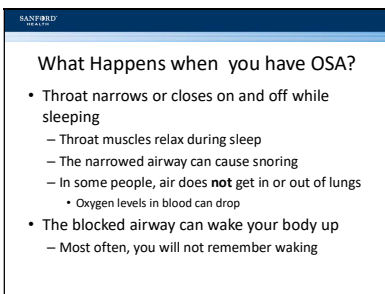 SANFORD
HEALTH
What Happens when you have OSA?
• Throat narrows or closes on and off while
sleeping
– Throat muscles relax during sleep
– The narrowed airway can cause snoring
– In some people, air does not get in or out of lungs
• Oxygen levels in blood can drop
• The blocked airway can wake your body up
– Most often, you will not remember waking